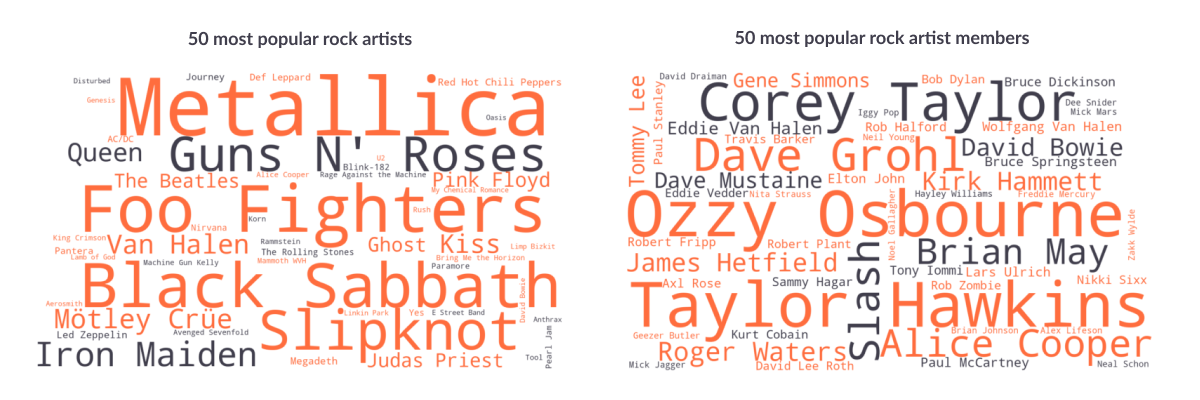 50 most popular rock artists
Disturbed
Journey
Def Leppard
Red Hot Chili Peppers
Genesis
Metallica
Oasis
AC/DC
Queen
Guns N' Roses
U2
Blink-182
The Beatles
Alice Cooper
Rage Against the Machine
Pink Floyd
My Chemical Romance
Foo Fighters
Rush
Korn
Nirvana
King Crimson
Pantera
Van Halen
Rammstein
The Rolling Stones
Ghost
Kiss
Limp Bizkit
Lamb of God
Machine Gun Kelly
Mammoth WVH
Bring Me the Horizon
Paramore
Black Sabbath
David Bowie
Aerosmith
Mötley Crüe
Linkin Park
Yes
E Street Band
Anthrax
Led Zeppelin
Avenged Sevenfold
Slipknot
Pearl Jam
Iron Maiden
Megadeth
Judas Priest
Tool
50 most popular rock artist members
Tommy Lee
David Draiman
Paul Stanley
Gene Simmons
Bob Dylan
Bruce Dickinson
Corey Taylor
Dee Snider
Mick Mars
Iggy Pop
Eddie Van Halen
Rob Halford
Wolfgang Van Halen
Travis Barker
Neil Young
Dave Grohl
David Bowie
Bruce Springsteen
Dave Mustaine
Elton John
Kirk Hammett
Eddie Vedder
Nita Strauss
Hayley Williams
Freddie Mercury
Ozzy Osbourne
Noel Gallagher
Zakk Wylde
Robert Fripp
Robert Plant
Brian May
James Hetfield
Slash
Tony Iommi
Lars Ulrich
Axl Rose
Sammy Hagar
Rob Zombie
Nikki Sixx
Taylor Hawkins
Geezer Butler
Kurt Cobain
Brian Johnson
Alex Lifeson
Roger Waters
Alice Cooper
Mick Jagger
David Lee Roth
Paul McCartney
Neal Schon